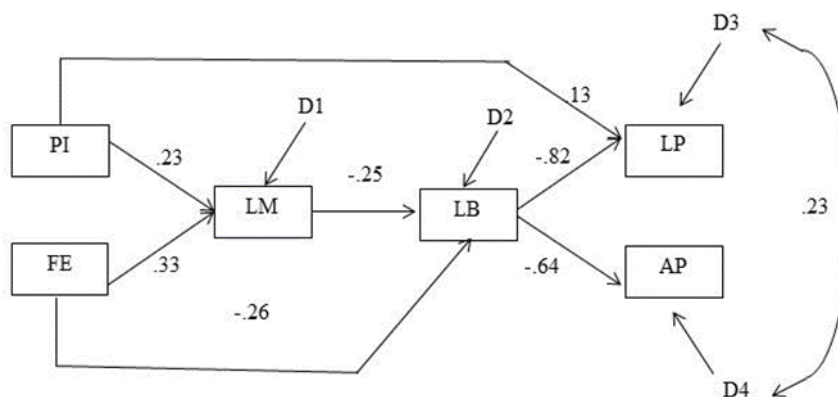 D3
.13
D1
D2
PI
LP
.23
-.82
-.25
LM
LB
.23
FE
.33
-.64
AP
-.26
D4